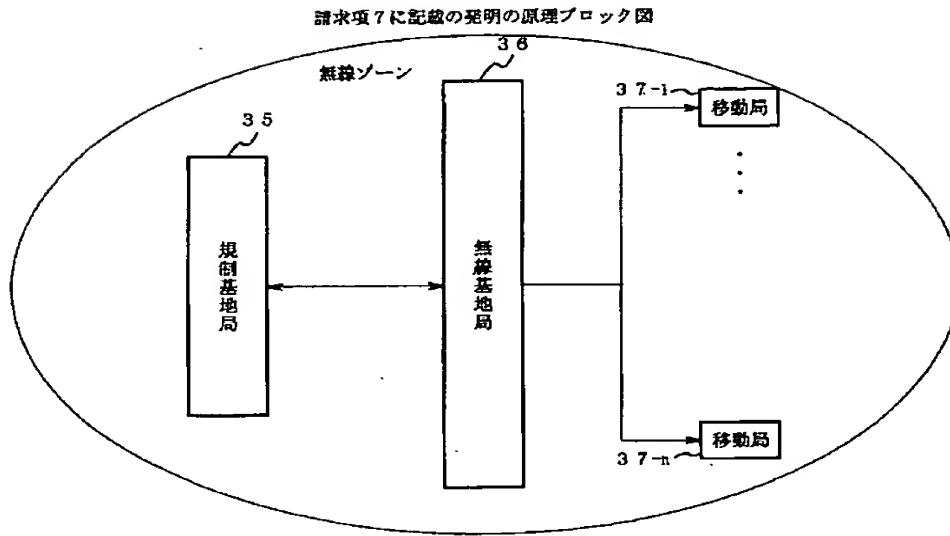 請求項7に記載の発明の原理ブロック図
無線ゾーン
36
37-1
移動局
35
規制基地局
無線基地局
移動局
37-n